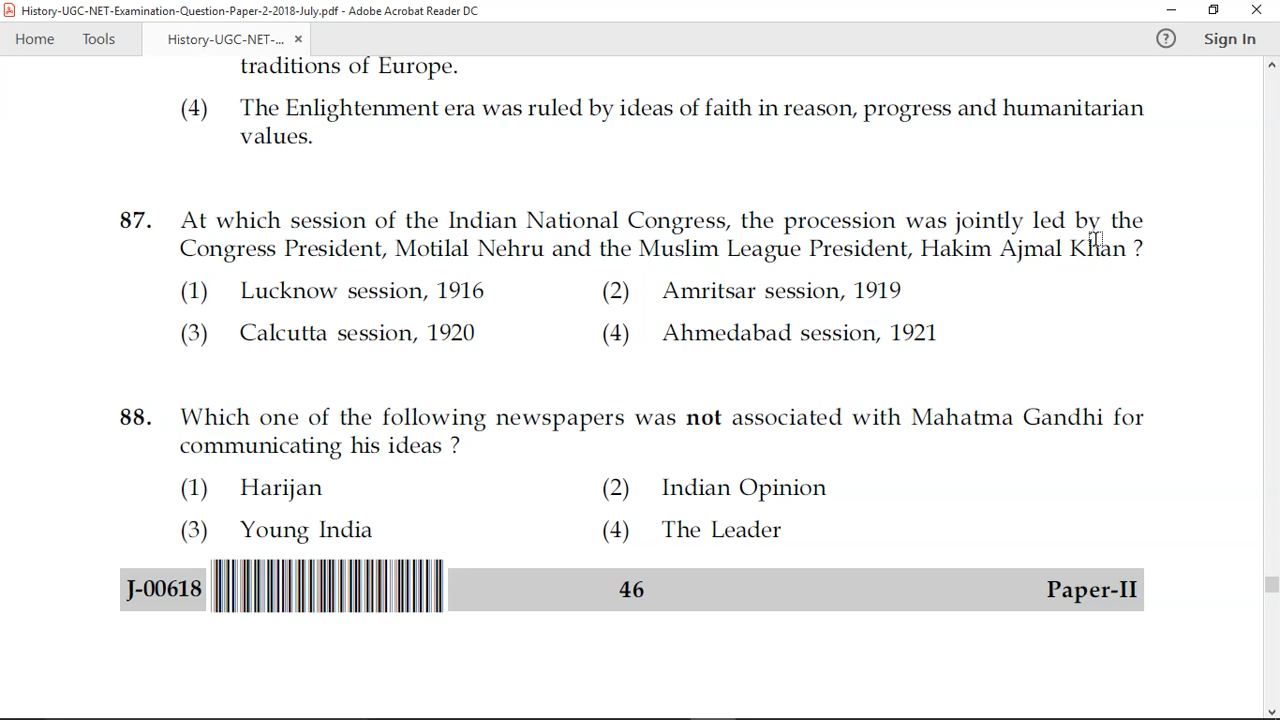 History-UGC-NET-Examination-Question-Paper-2-2018-July.pdf - Adobe Acrobat Reader DC
Home Tools History-UGC-NET-... × ? Sign In
traditions of Europe.
(4) The Enlightenment era was ruled by ideas of faith in reason, progress and humanitarian
values.
87. At which session of the Indian National Congress, the procession was jointly led by the
Congress President, Motilal Nehru and the Muslim League President, Hakim Ajmal Khan ?
(1) Lucknow session, 1916 (2) Amritsar session, 1919
(3) Calcutta session, 1920 (4) Ahmedabad session, 1921
88. Which one of the following newspapers was not associated with Mahatma Gandhi for
communicating his ideas ?
(1) Harijan (2) Indian Opinion
(3) Young India (4) The Leader
J-00618 46 Paper-II